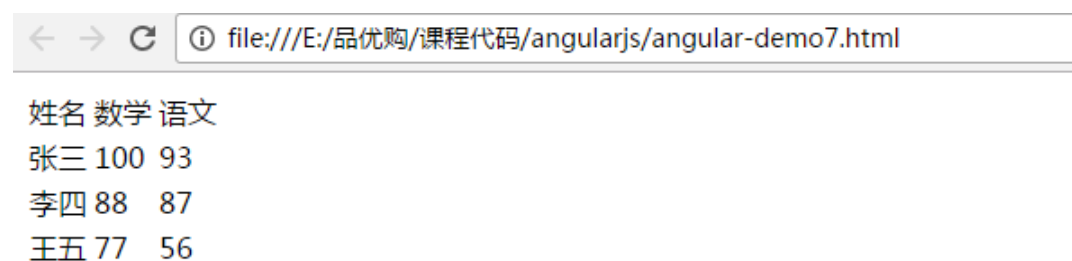 file:///E:/品优购/课程代码/angularjs/angular-demo7.html
姓名 数学 语文
张三 100 93
李四 88 87
王五 77 56